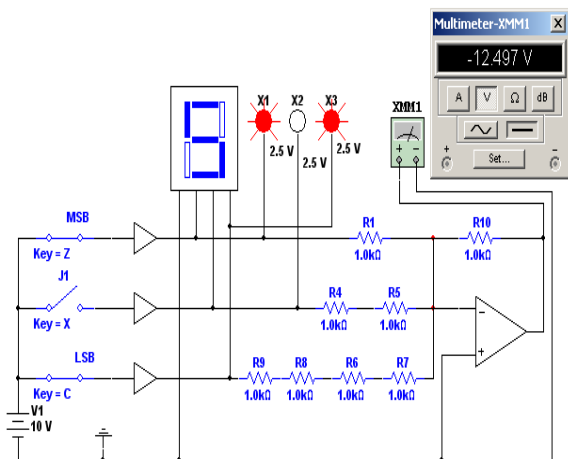 Multimeter-XMM1 X
-12.497 V
A V Ω dB
+ Set... -
X1 X2 X3
2.5 V 2.5 V 2.5 V
XMM1
+ -
MSB
Key = Z
R1
1.0kΩ
R10
1.0kΩ
J1
Key = X
R4
1.0kΩ
R5
1.0kΩ
-
+
LSB
Key = C
R9
1.0kΩ
R8
1.0kΩ
R6
1.0kΩ
R7
1.0kΩ
V1
10 V